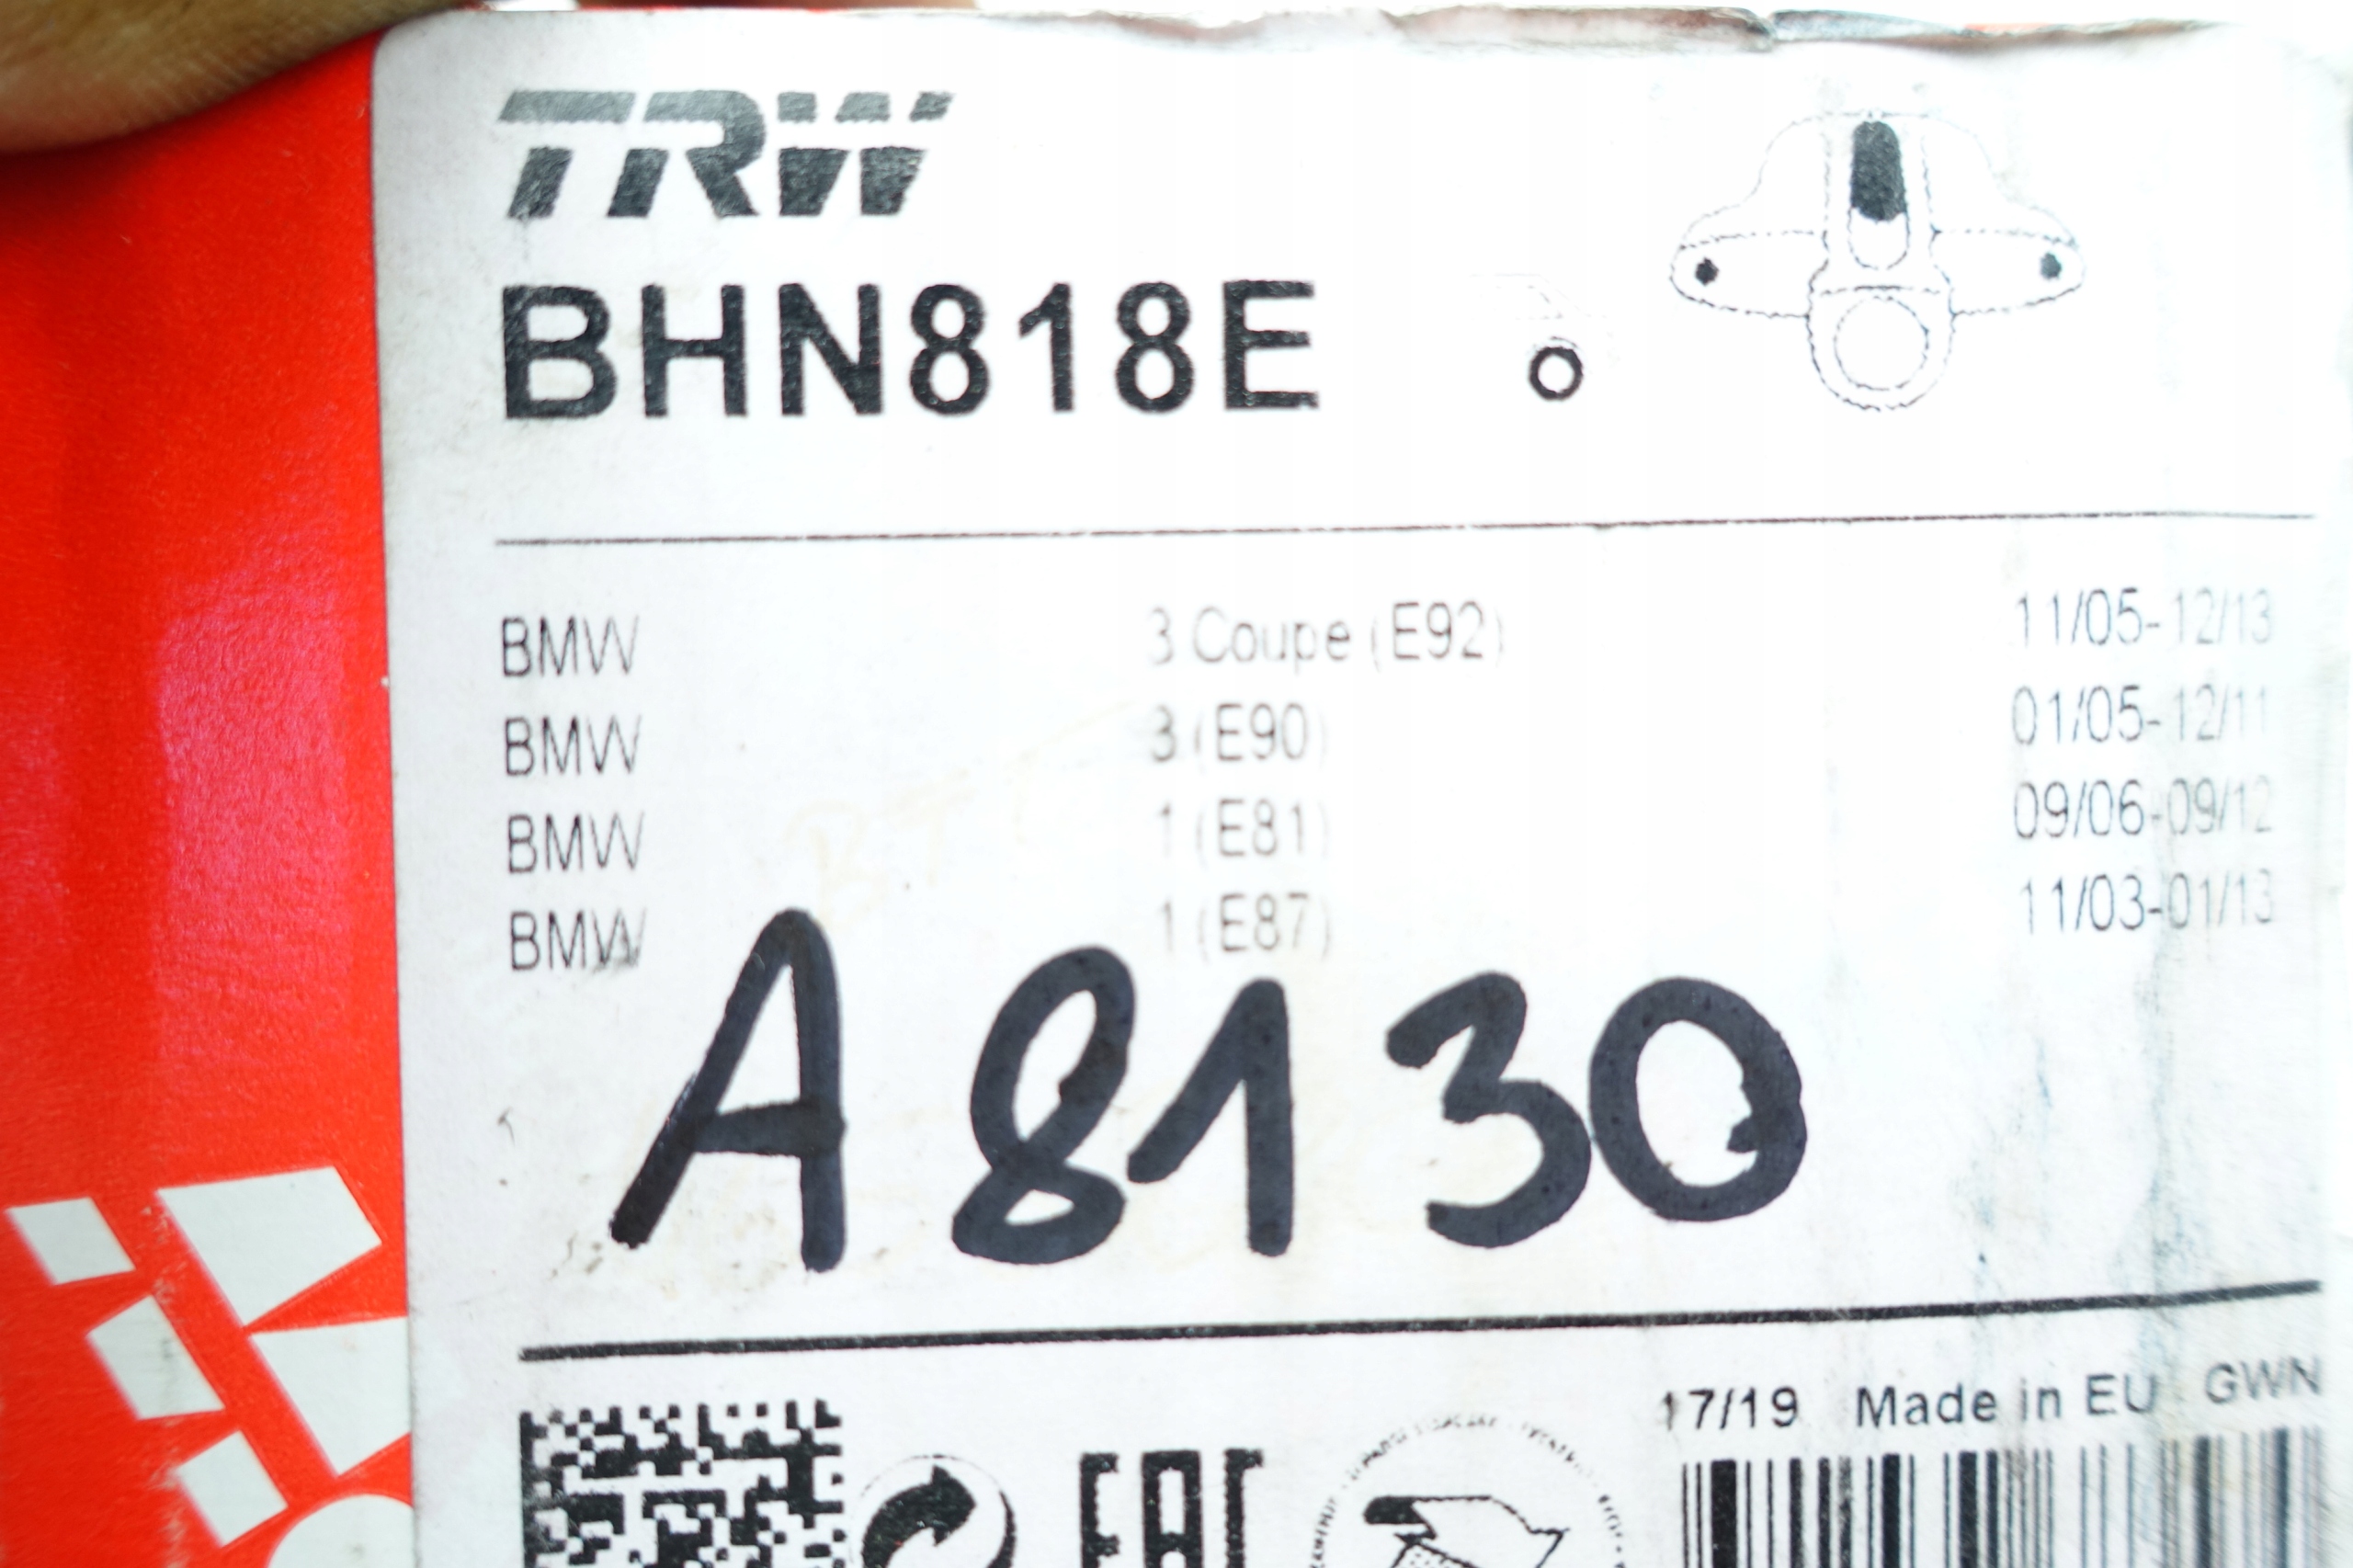 TRW
BHN818E
BMW 3 Coupe (E92) 11/05-12/13
BMW 3 (E90) 01/05-12/11
BMW 1 (E81) 09/06-09/12
BMW 1 (E87) 11/03-01/13
A8130
17/19 Made in EU GWN
EAC